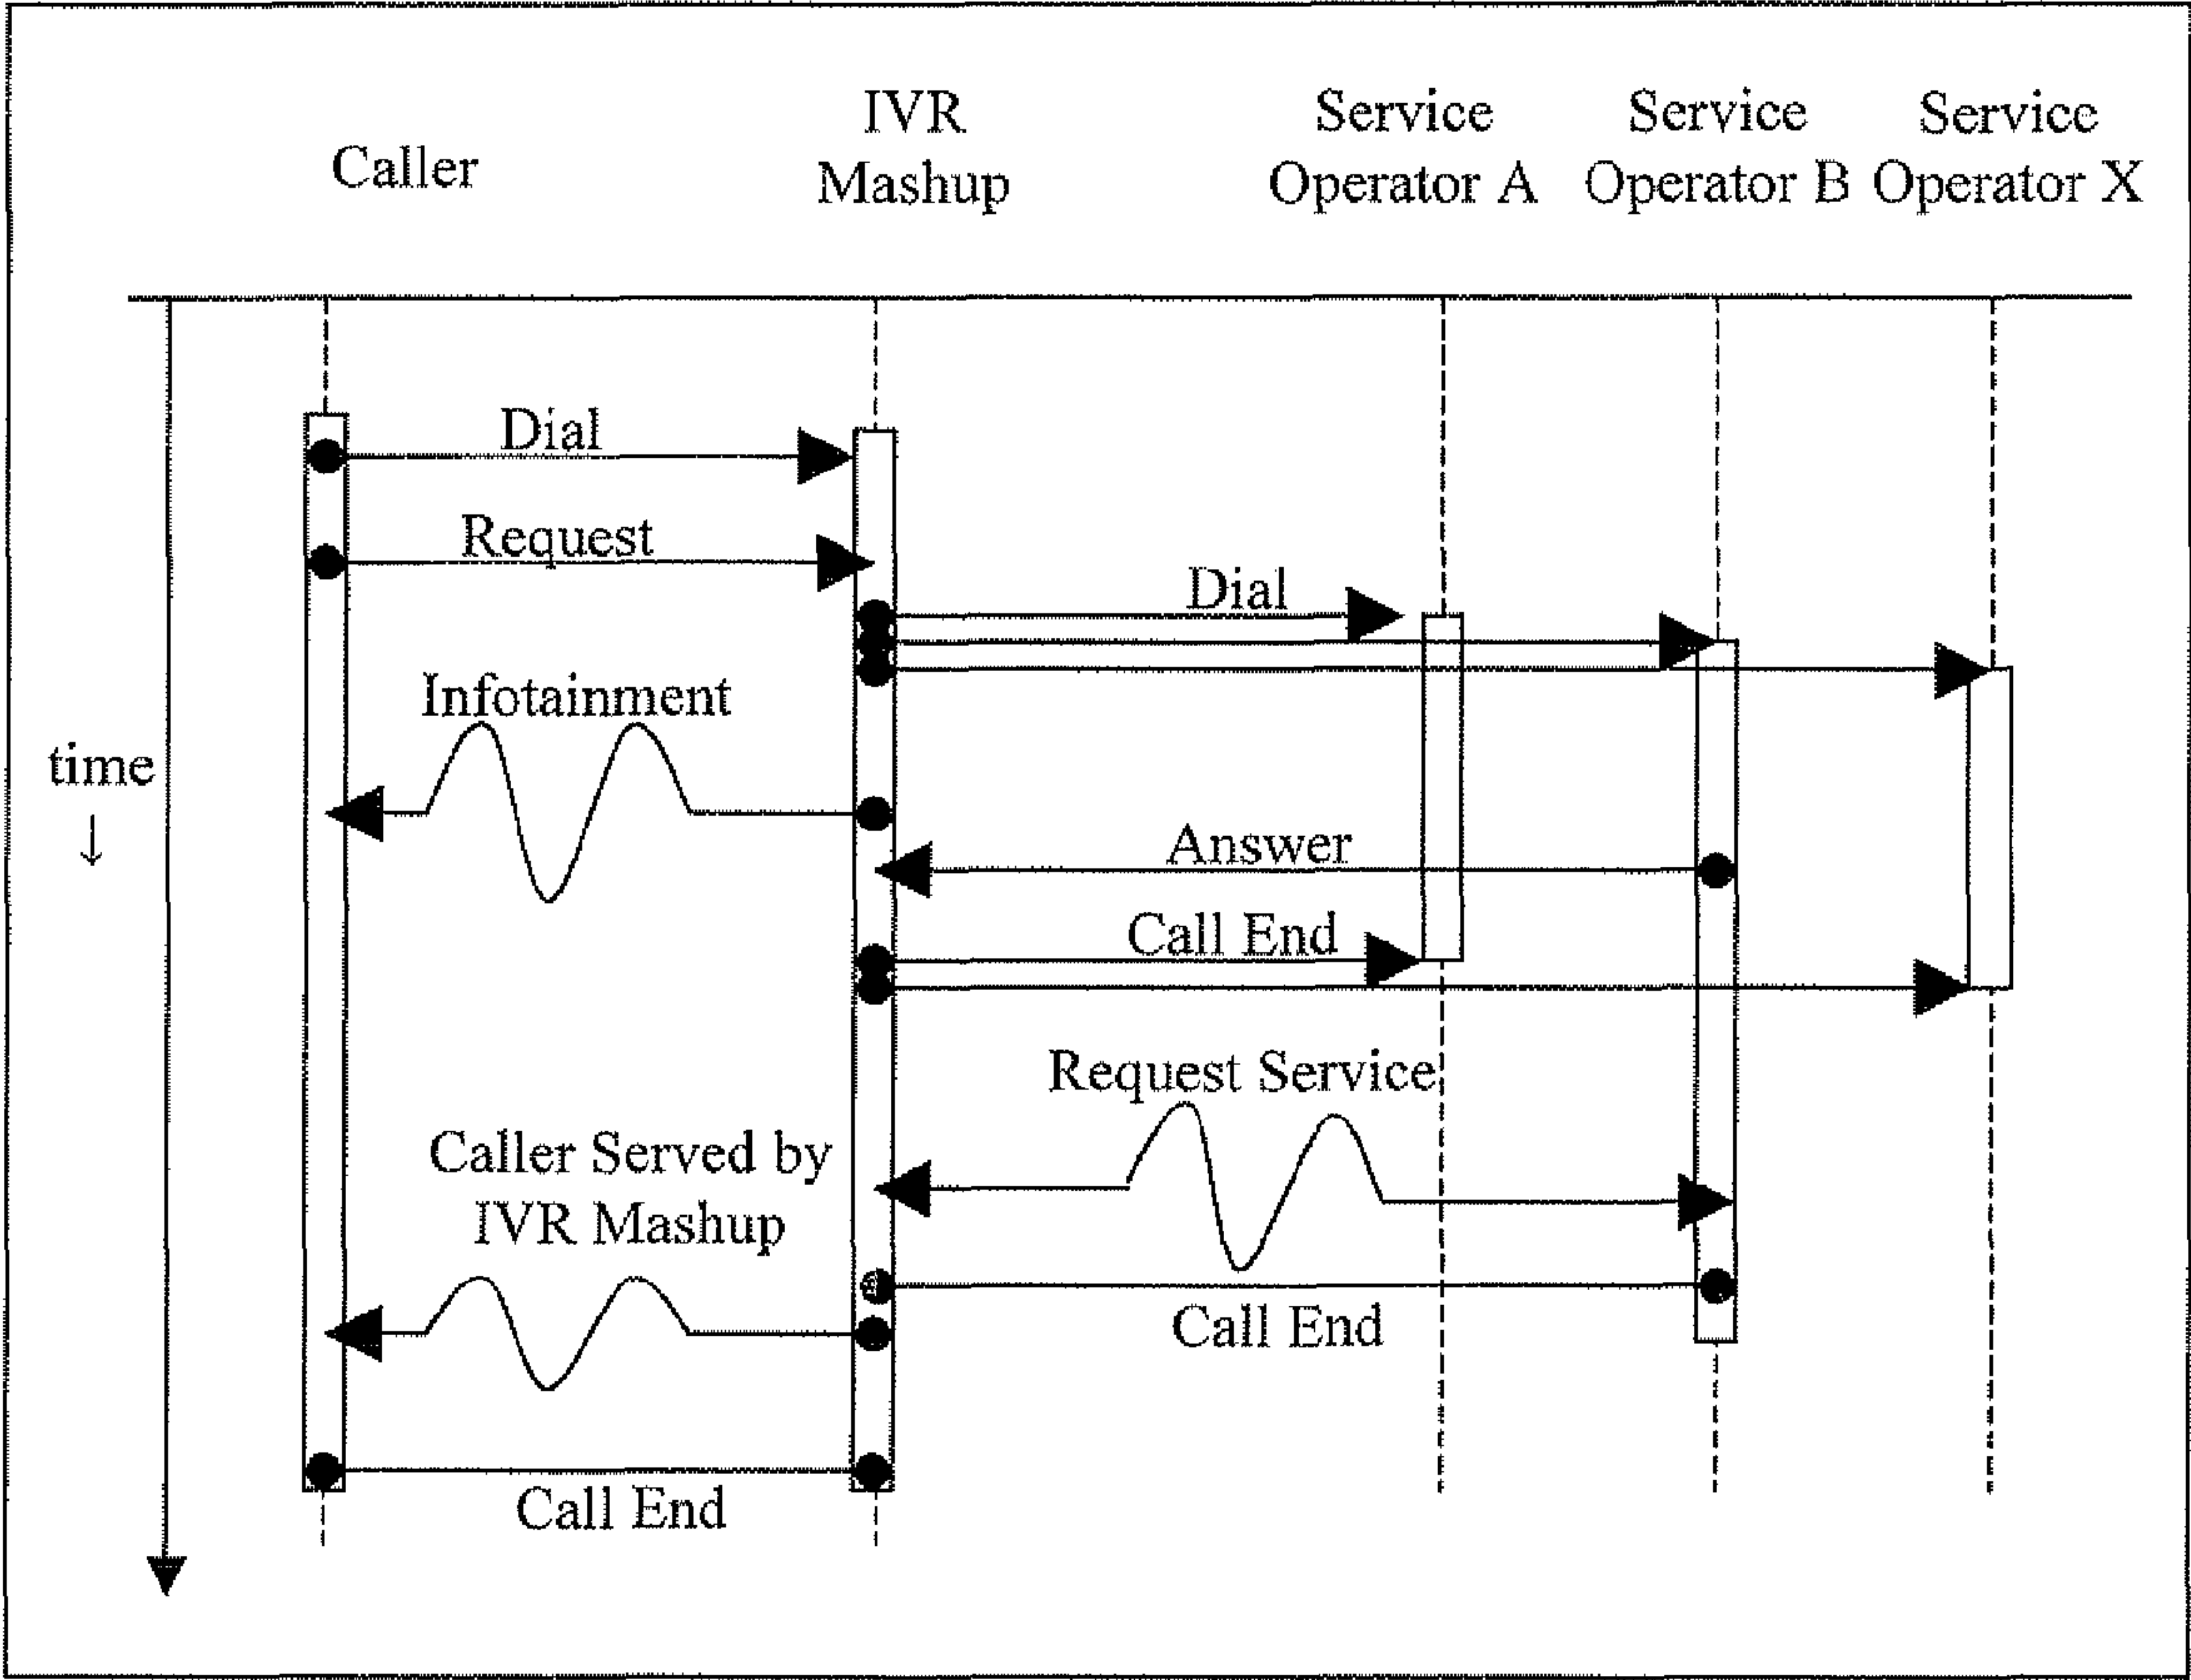 Caller
IVR
Mashup
Service
Operator A
Service
Operator B
Service
Operator X
Dial
Request
Dial
Infotainment
time
↓
Answer
Call End
Request Service
Caller Served by
IVR Mashup
Call End
Call End